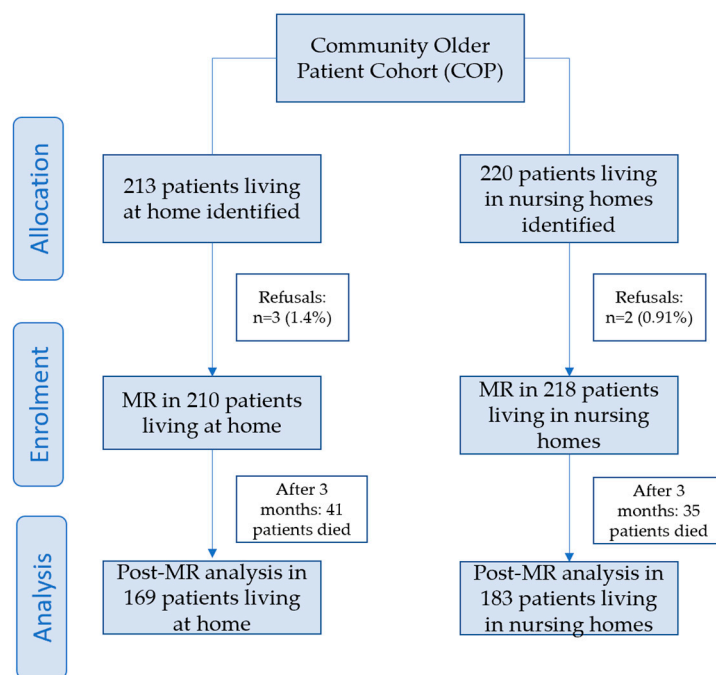 Community Older
Patient Cohort (COP)
Allocation
213 patients living
at home identified
220 patients living
in nursing homes
identified
Refusals:
n=3 (1.4%)
Refusals:
n=2 (0.91%)
Enrolment
MR in 210 patients
living at home
MR in 218 patients
living in nursing
homes
After 3
months: 41
patients died
After 3
months: 35
patients died
Analysis
Post-MR analysis in
169 patients living
at home
Post-MR analysis in
183 patients living
in nursing homes